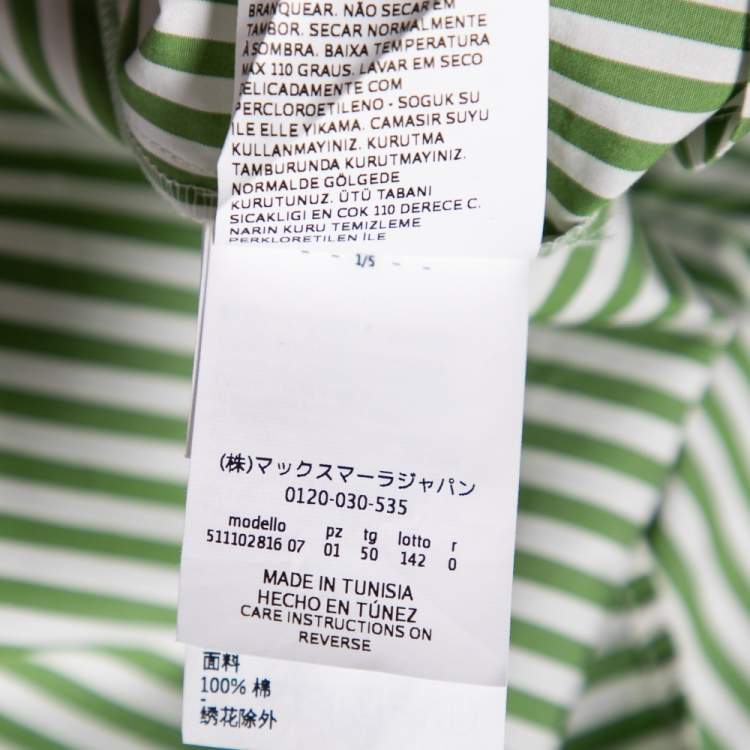 BRANQUEAR. NÃO SECAR EM
TAMBOR. SECAR NORMALMENTE
À SOMBRA. BAIXA TEMPERATURA
MAX 110 GRAUS. LAVAR EM SECO
DELICADAMENTE COM
PERCLOROETILENO - SOGUK SU
ILE ELLE YIKAMA. CAMASIR SUYU
KULLANMAYINIZ. KURUTMA
TAMBURUNDA KURUTMAYINIZ.
NORMALDE GÖLGEDE
KURUTUNUZ. ÜTÜ TABANI
SICAKLIGI EN COK 110 DERECE C.
NARIN KURU TEMIZLEME
PERKLORETILEN İLE
1/5
(株)マックスマーラジャパン
0120-030-535
modello pz tg lotto r
511102816 07 01 50 142 0
MADE IN TUNISIA
HECHO EN TÚNEZ
CARE INSTRUCTIONS ON
REVERSE
面料
100% 棉
-
绣花除外